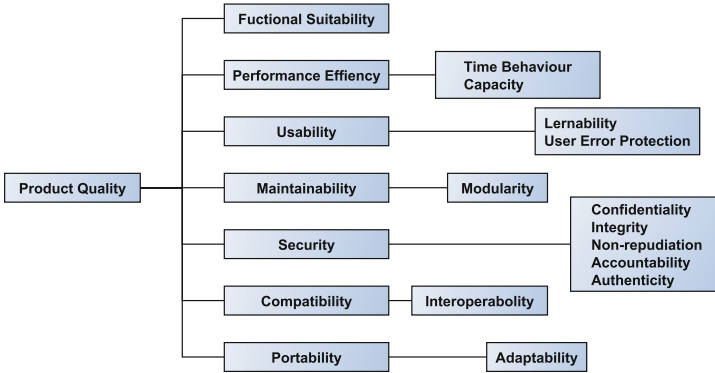 Fuctional Suitability
Performance Effiency
Time Behaviour
Capacity
Usability
Lernability
User Error Protection
Product Quality
Maintainability
Modularity
Security
Confidentiality
Integrity
Non-repudiation
Accountability
Authenticity
Compatibility
Interoperabolity
Portability
Adaptability